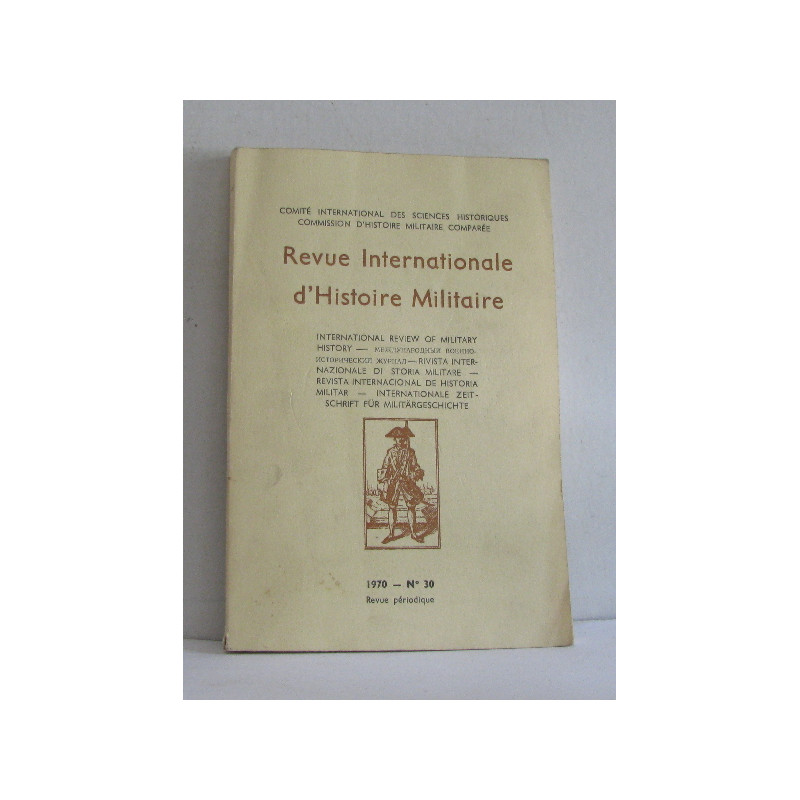 COMITÉ INTERNATIONAL DES SCIENCES HISTORIQUES
COMMISSION D'HISTOIRE MILITAIRE COMPARÉE
Revue Internationale
d'Histoire Militaire
INTERNATIONAL REVIEW OF MILITARY
HISTORY — МЕЖДУНАРОДНЫЙ ВОЕННО-
ИСТОРИЧЕСКИЙ ЖУРНАЛ — RIVISTA INTER-
NAZIONALE DI STORIA MILITARE —
REVISTA INTERNACIONAL DE HISTORIA
MILITAR — INTERNATIONALE ZEIT-
SCHRIFT FÜR MILITÄRGESCHICHTE
1970 — N° 30
Revue périodique